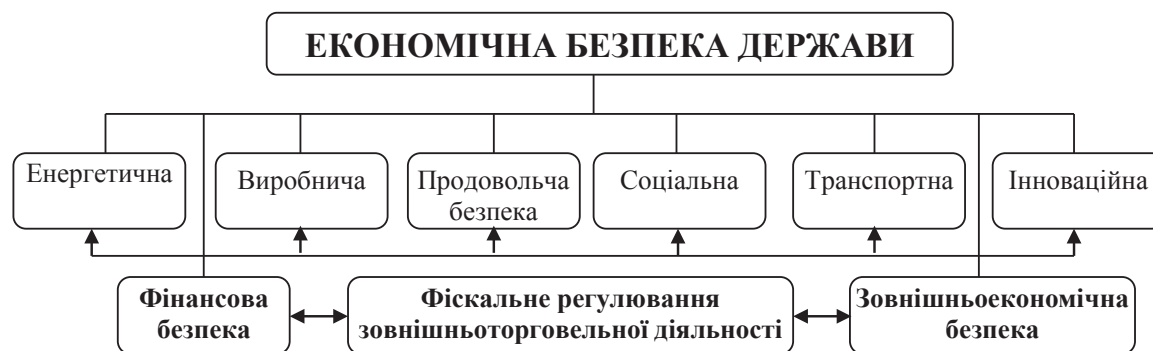 ЕКОНОМІЧНА БЕЗПЕКА ДЕРЖАВИ
Енергетична
Виробнича
Продовольча
безпека
Соціальна
Транспортна
Інноваційна
Фінансова
безпека
Фіскальне регулювання
зовнішньоторговельної діяльності
Зовнішньоекономічна
безпека